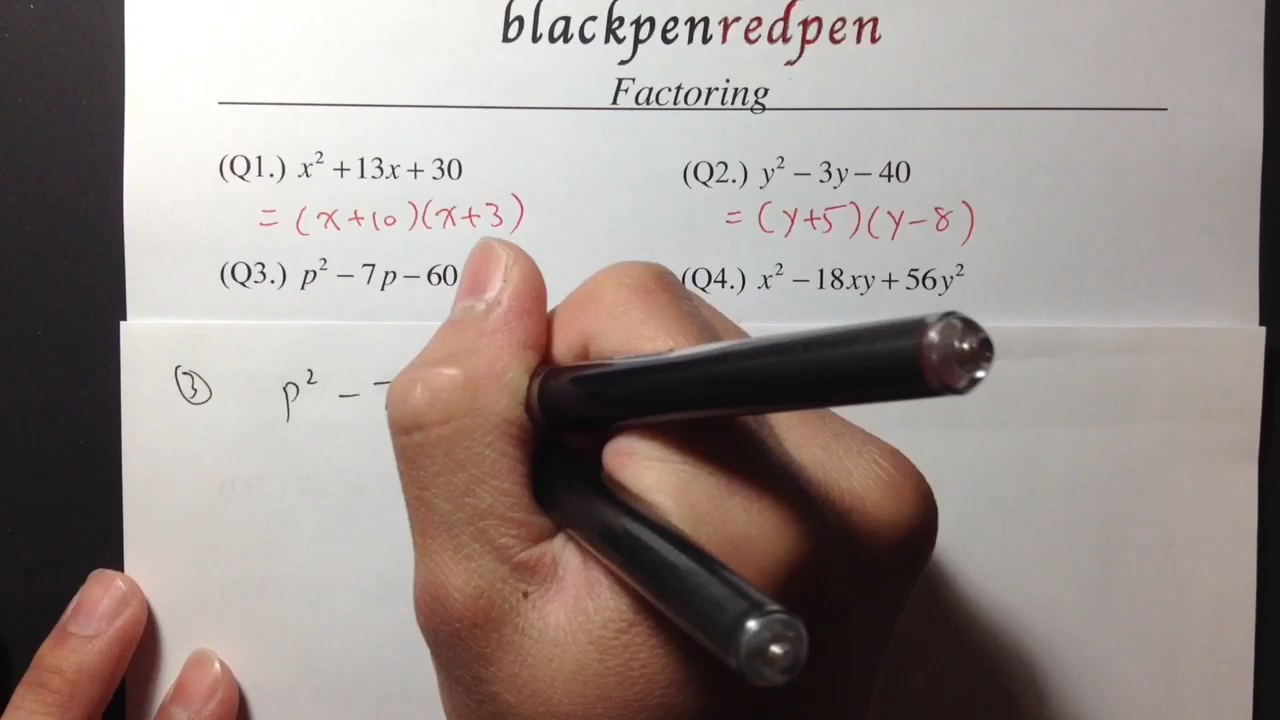 blackpenredpen
Factoring
(Q1.) x² + 13x + 30
= (x+10)(x+3)
(Q2.) y² − 3y − 40
= (y+5)(y−8)
(Q3.) p² − 7p − 60
(Q4.) x² − 18xy + 56y²
③ p² −